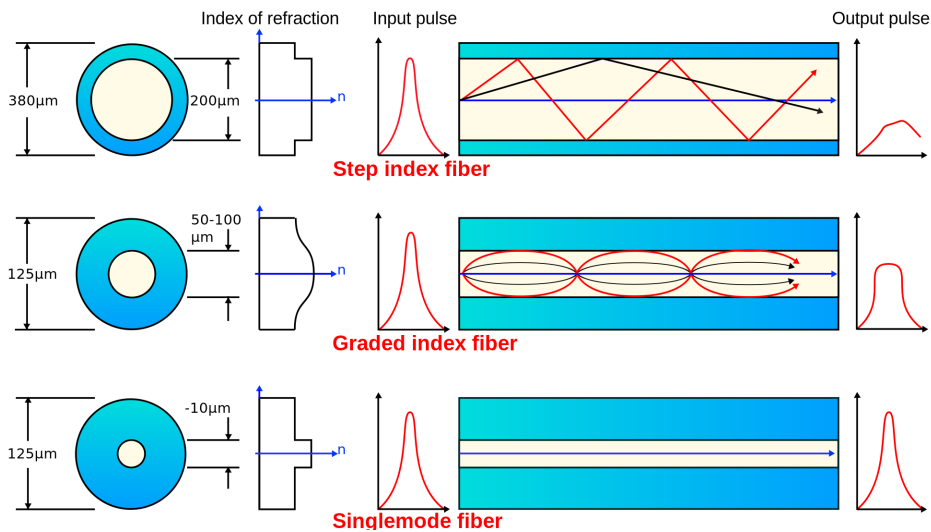 Index of refraction
Input pulse
Output pulse
380μm
200μm
n
Step index fiber
50-100
μm
125μm
n
Graded index fiber
-10μm
125μm
n
Singlemode fiber